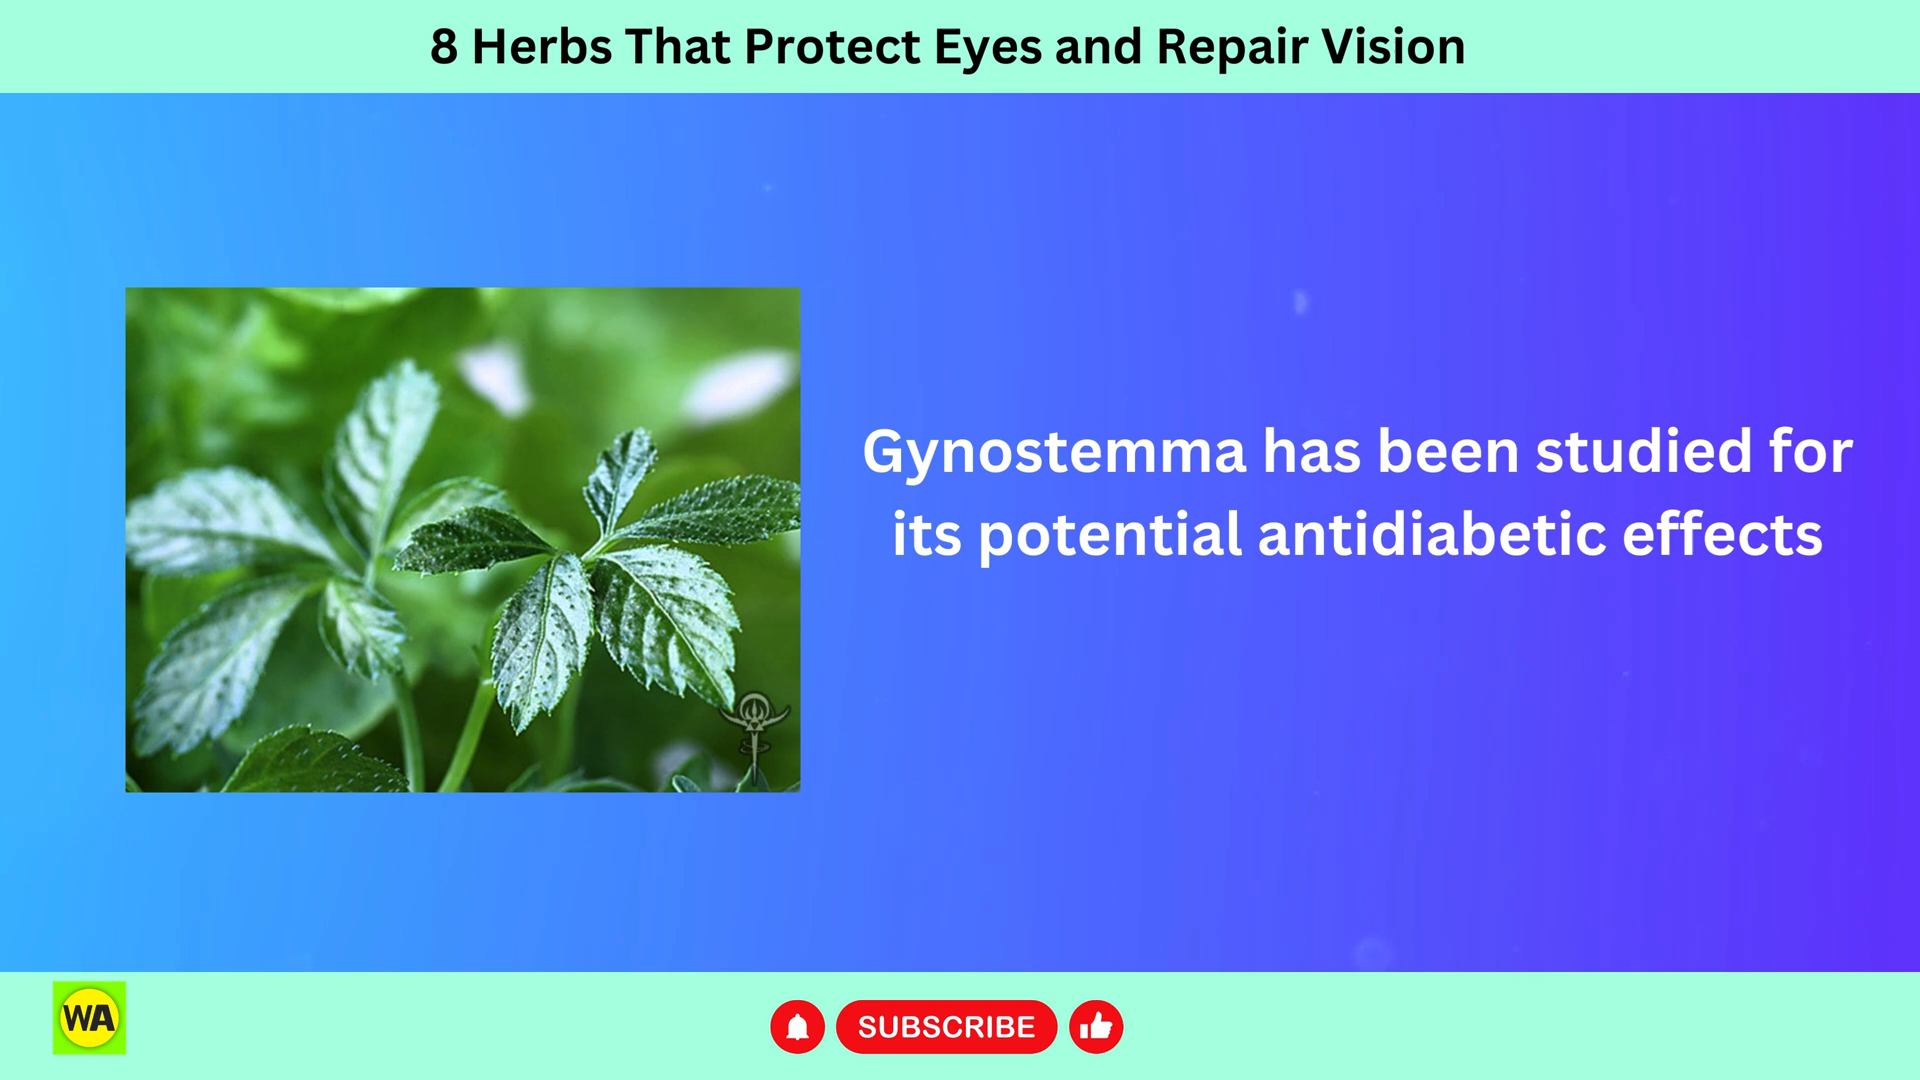 8 Herbs That Protect Eyes and Repair Vision
Gynostemma has been studied for
its potential antidiabetic effects
WA
SUBSCRIBE